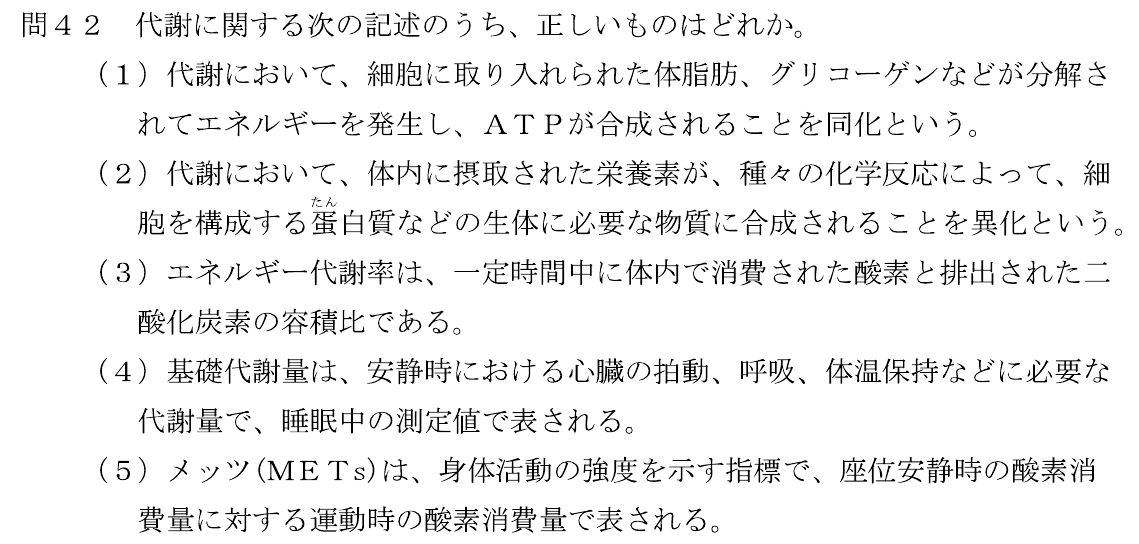 問４２　代謝に関する次の記述のうち、正しいものはどれか。
（１）代謝において、細胞に取り入れられた体脂肪、グリコーゲンなどが分解さ
れてエネルギーを発生し、ＡＴＰが合成されることを同化という。
（２）代謝において、体内に摂取された栄養素が、種々の化学反応によって、細
たん
胞を構成する蛋白質などの生体に必要な物質に合成されることを異化という。
（３）エネルギー代謝率は、一定時間中に体内で消費された酸素と排出された二
酸化炭素の容積比である。
（４）基礎代謝量は、安静時における心臓の拍動、呼吸、体温保持などに必要な
代謝量で、睡眠中の測定値で表される。
（５）メッツ(ＭＥＴs)は、身体活動の強度を示す指標で、座位安静時の酸素消
費量に対する運動時の酸素消費量で表される。